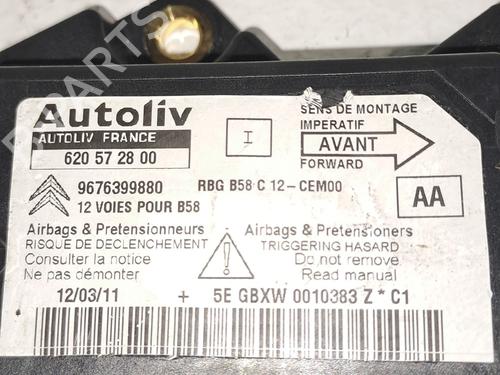 Autoliv
AUTOLIV FRANCE
620 57 28 00
I
SENS DE MONTAGE
IMPERATIF
AVANT
FORWARD
9676399880
RBG B58 C 12-CEM00
12 VOIES POUR B58
AA
Airbags & Pretensionneurs
RISQUE DE DECLENCHEMENT
Consulter la notice
Ne pas démonter
Airbags & Pretensioners
TRIGGERING HASARD
Do not remove
Read manual
12/03/11 + 5E GBXW 0010383 Z * C1